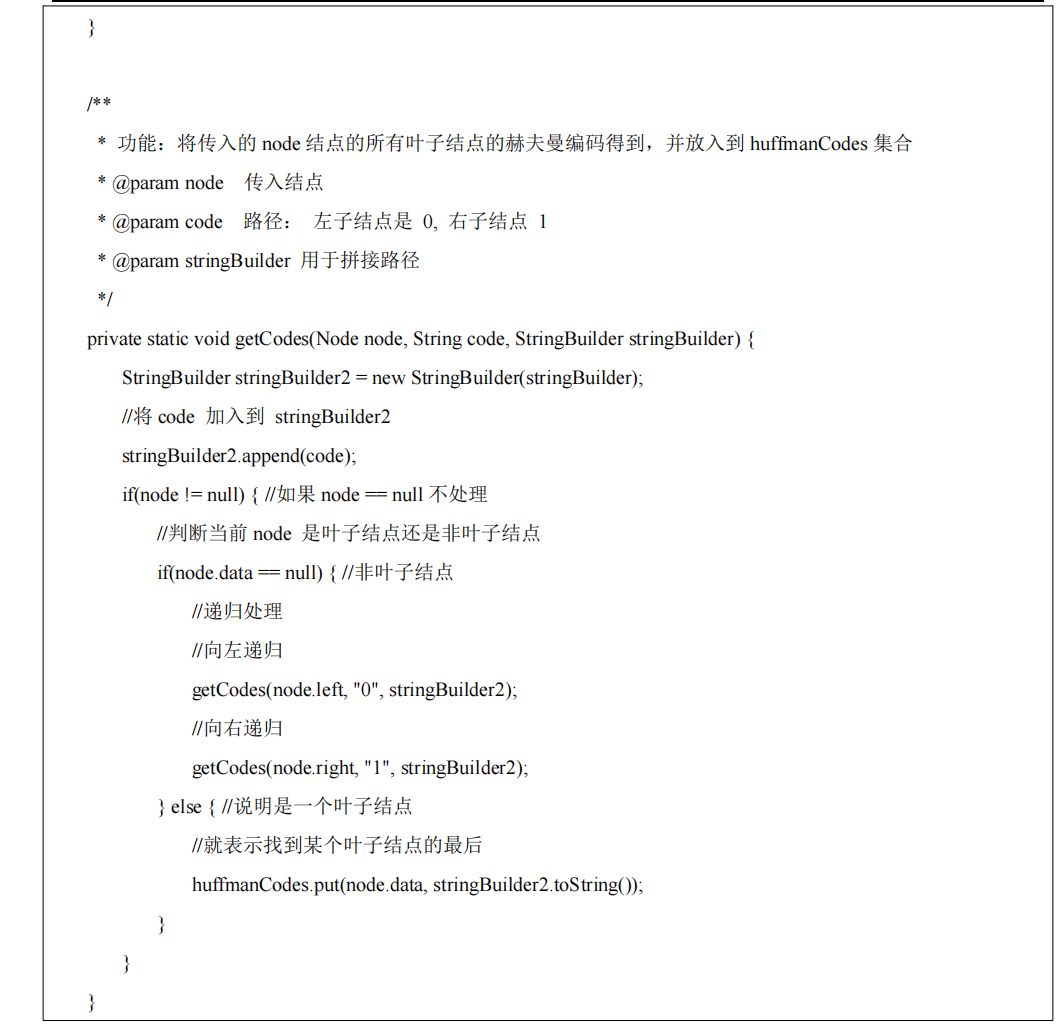 }
/**
* 功能：将传入的 node 结点的所有叶子结点的赫夫曼编码得到，并放入到 huffmanCodes 集合
* @param node 传入结点
* @param code 路径： 左子结点是 0, 右子结点 1
* @param stringBuilder 用于拼接路径
*/
private static void getCodes(Node node, String code, StringBuilder stringBuilder) {
StringBuilder stringBuilder2 = new StringBuilder(stringBuilder);
//将 code 加入到 stringBuilder2
stringBuilder2.append(code);
if(node != null) { //如果 node == null 不处理
//判断当前 node 是叶子结点还是非叶子结点
if(node.data == null) { //非叶子结点
//递归处理
//向左递归
getCodes(node.left, "0", stringBuilder2);
//向右递归
getCodes(node.right, "1", stringBuilder2);
} else { //说明是一个叶子结点
//就表示找到某个叶子结点的最后
huffmanCodes.put(node.data, stringBuilder2.toString());
}
}
}